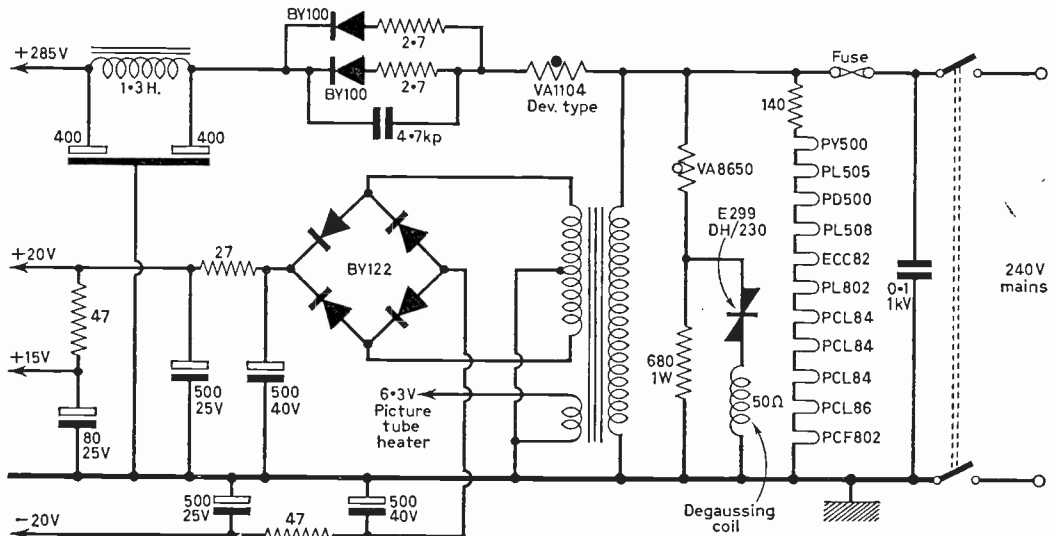 BY100
2·7
BY100
2·7
4·7kp
+285V
1·3 H.
400
400
VA1104
Dev. type
Fuse
140
PY500
PL505
PD500
PL508
ECC82
PL802
PCL84
PCL84
PCL84
PCL86
PCF802
VA8650
E299
DH/230
0·1
1kV
240V
mains
+20V
27
BY122
47
+15V
500
25V
500
40V
80
25V
6·3V
Picture
tube
heater
680
1W
50Ω
500
25V
500
40V
47
-20V
Degaussing
coil